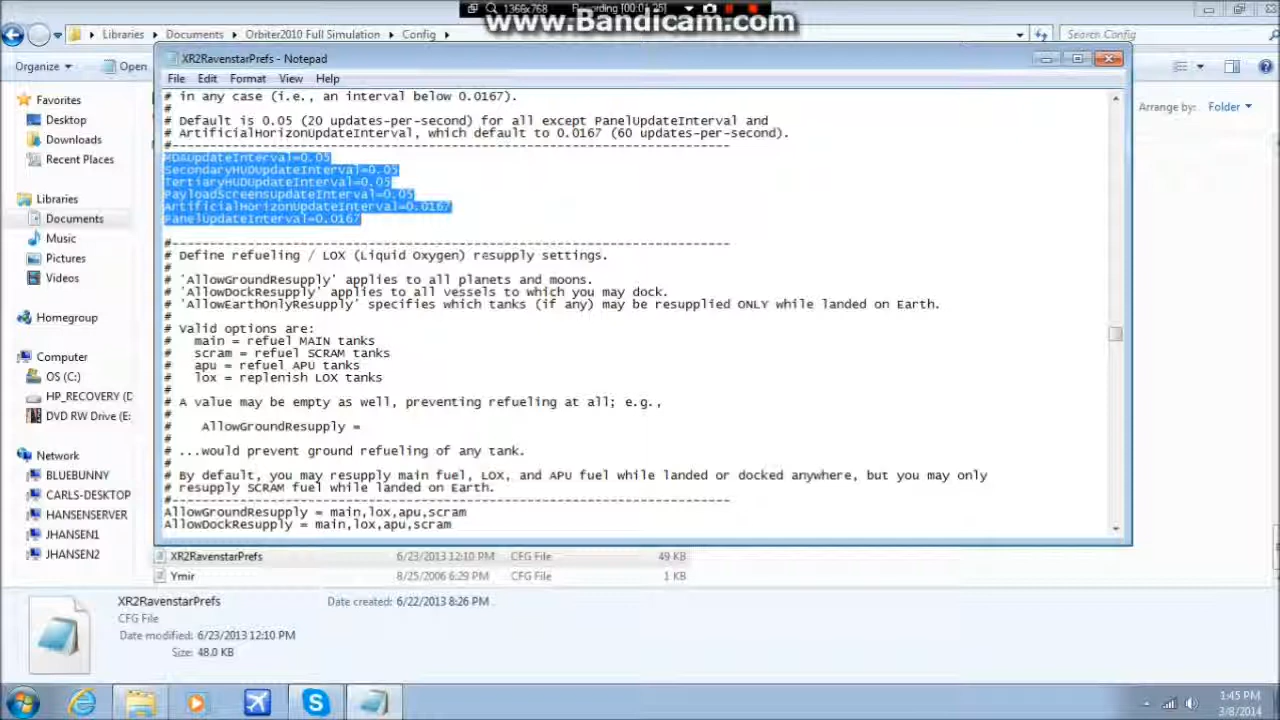 1366x768
Recording [00:01:25]
www.Bandicam.com
Libraries
Documents
Orbiter2010 Full Simulation
Config
Search Config
Organize
Open
Arrange by:
Folder
Favorites
Desktop
Downloads
Recent Places
Libraries
Documents
Music
Pictures
Videos
Homegroup
Computer
OS (C:)
HP_RECOVERY (D
DVD RW Drive (E:
Network
BLUEBUNNY
CARLS-DESKTOP
HANSENSERVER
JHANSEN1
JHANSEN2
XR2RavenstarPrefs - Notepad
File Edit Format View Help
# in any case (i.e., an interval below 0.0167).
#
# Default is 0.05 (20 updates-per-second) for all except PanelUpdateInterval and
# ArtificialHorizonUpdateInterval, which default to 0.0167 (60 updates-per-second).
#---------------------------------------------------------------------------
MDAUpdateInterval=0.05
SecondaryHUDUpdateInterval=0.05
TertiaryHUDUpdateInterval=0.05
PayloadScreensUpdateInterval=0.05
ArtificialHorizonUpdateInterval=0.0167
PanelUpdateInterval=0.0167
#---------------------------------------------------------------------------
# Define refueling / LOX (Liquid Oxygen) resupply settings.
#
# 'AllowGroundResupply' applies to all planets and moons.
# 'AllowDockResupply' applies to all vessels to which you may dock.
# 'AllowEarthOnlyResupply' specifies which tanks (if any) may be resupplied ONLY while landed on Earth.
#
# Valid options are:
#   main = refuel MAIN tanks
#   scram = refuel SCRAM tanks
#   apu = refuel APU tanks
#   lox = replenish LOX tanks
#
# A value may be empty as well, preventing refueling at all; e.g.,
#
#    AllowGroundResupply =
#
# ...would prevent ground refueling of any tank.
#
# By default, you may resupply main fuel, LOX, and APU fuel while landed or docked anywhere, but you may only
# resupply SCRAM fuel while landed on Earth.
#---------------------------------------------------------------------------
AllowGroundResupply = main,lox,apu,scram
AllowDockResupply = main,lox,apu,scram
XR2RavenstarPrefs 6/23/2013 12:10 PM CFG File 49 KB
Ymir 8/25/2006 6:29 PM CFG File 1 KB
XR2RavenstarPrefs Date created: 6/22/2013 8:26 PM
CFG File
Date modified: 6/23/2013 12:10 PM
Size: 48.0 KB
1:45 PM
3/8/2014